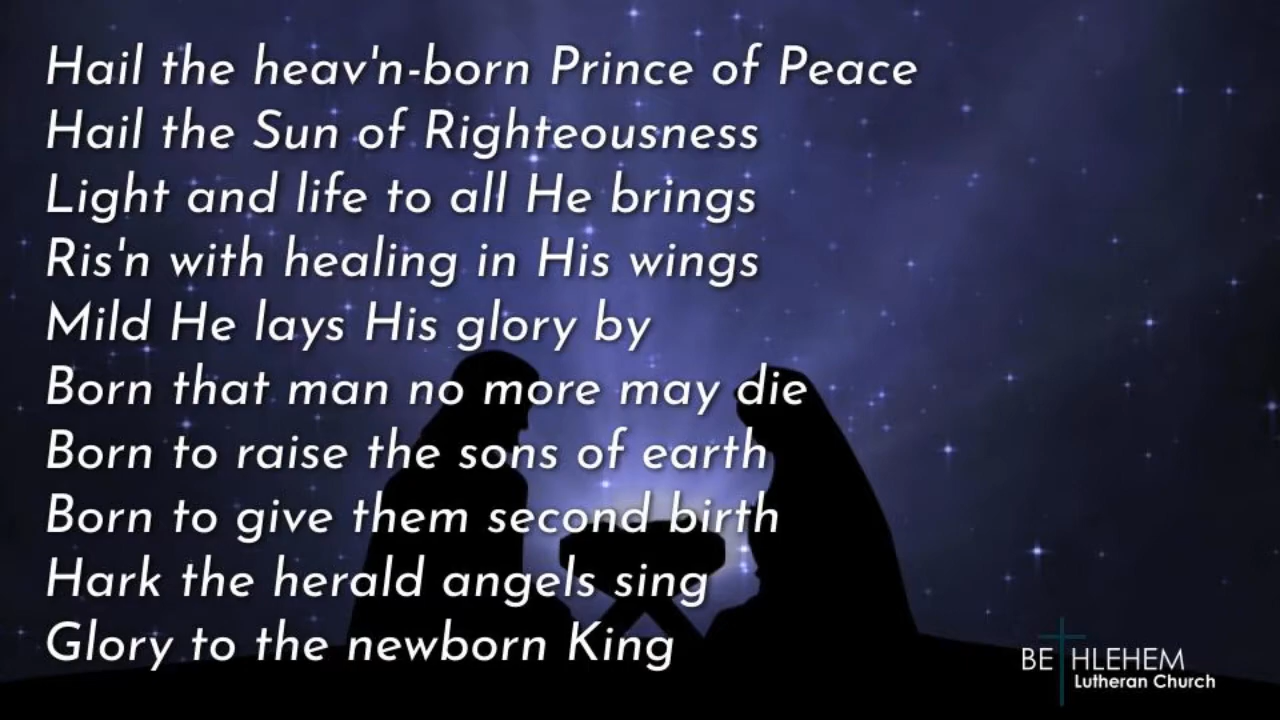 Hail the heav'n-born Prince of Peace
Hail the Sun of Righteousness
Light and life to all He brings
Ris'n with healing in His wings
Mild He lays His glory by
Born that man no more may die
Born to raise the sons of earth
Born to give them second birth
Hark the herald angels sing
Glory to the newborn King
BETHLEHEM
Lutheran Church